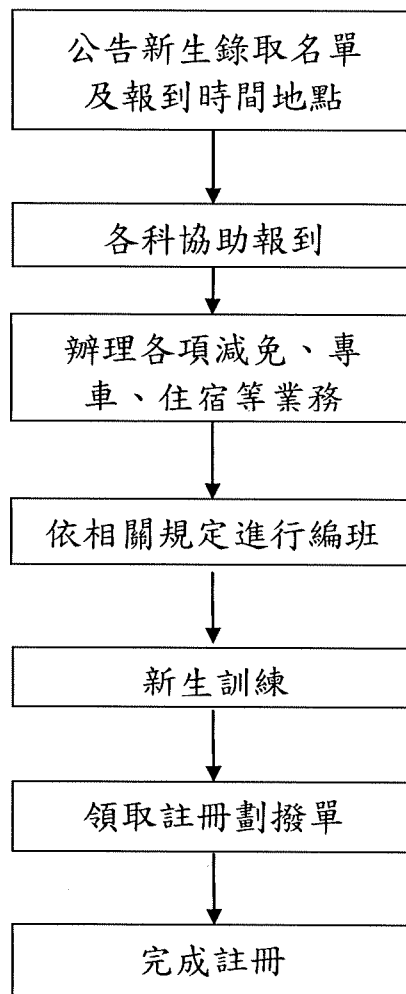 公告新生錄取名單
及報到時間地點
各科協助報到
辦理各項減免、專
車、住宿等業務
依相關規定進行編班
新生訓練
領取註冊劃撥單
完成註冊